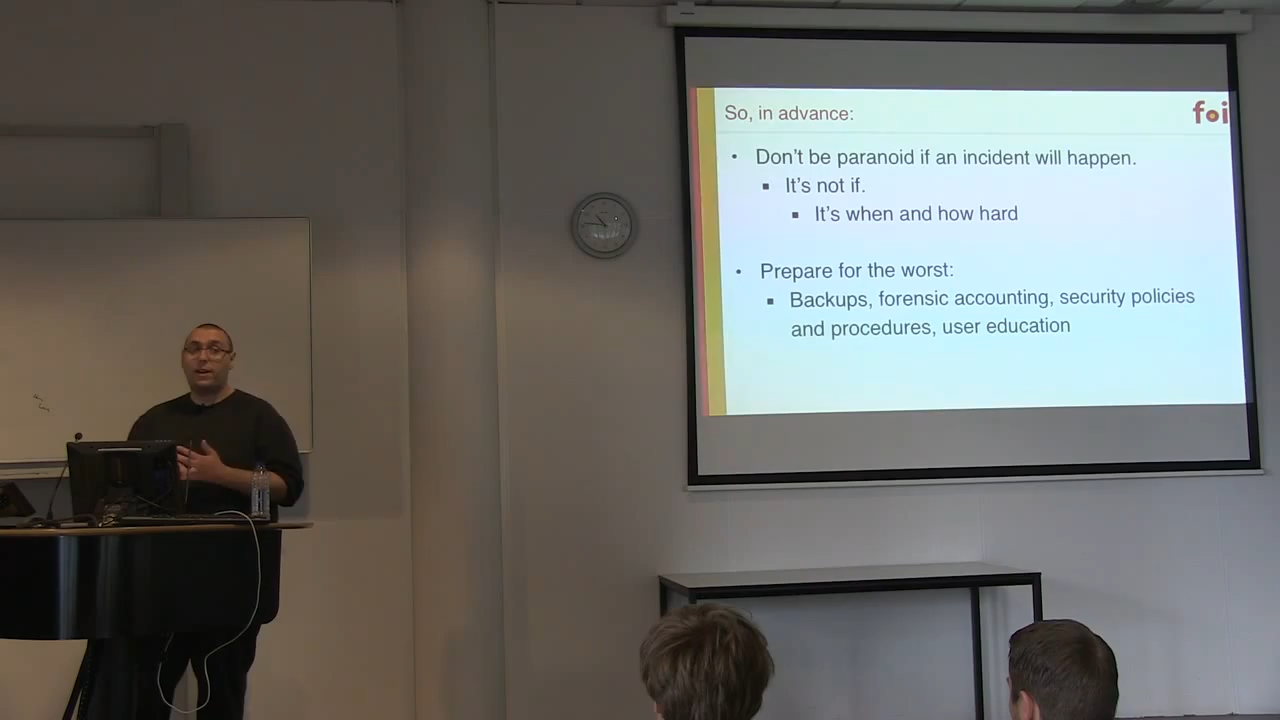 So, in advance:
foi
• Don't be paranoid if an incident will happen.
▪ It's not if.
▪ It's when and how hard
• Prepare for the worst:
▪ Backups, forensic accounting, security policies
and procedures, user education